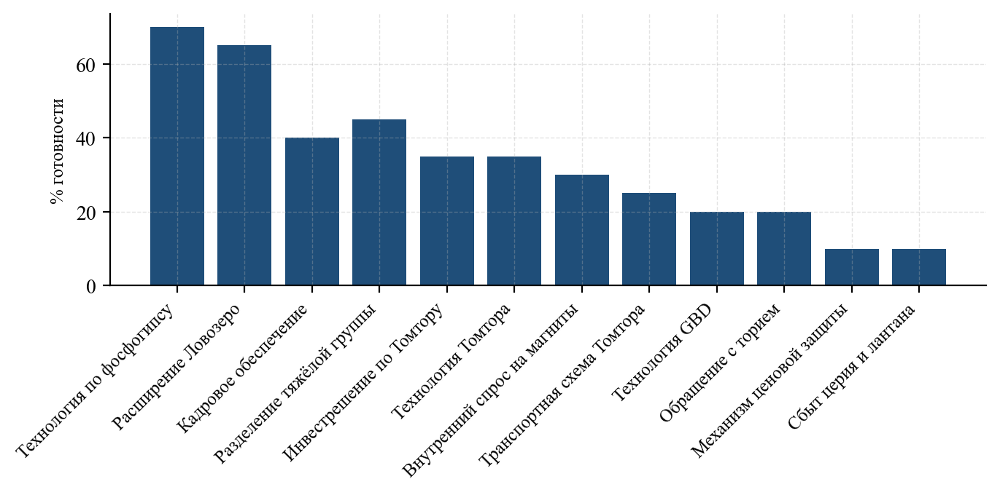 % готовности
60
40
20
0
Технология по фосфогипсу
Расширение Ловозеро
Кадровое обеспечение
Разделение тяжёлой группы
Инвестрешение по Томтору
Технология Томтора
Внутренний спрос на магниты
Транспортная схема Томтора
Технология GBD
Обращение с торием
Механизм ценовой защиты
Сбыт церия и лантана